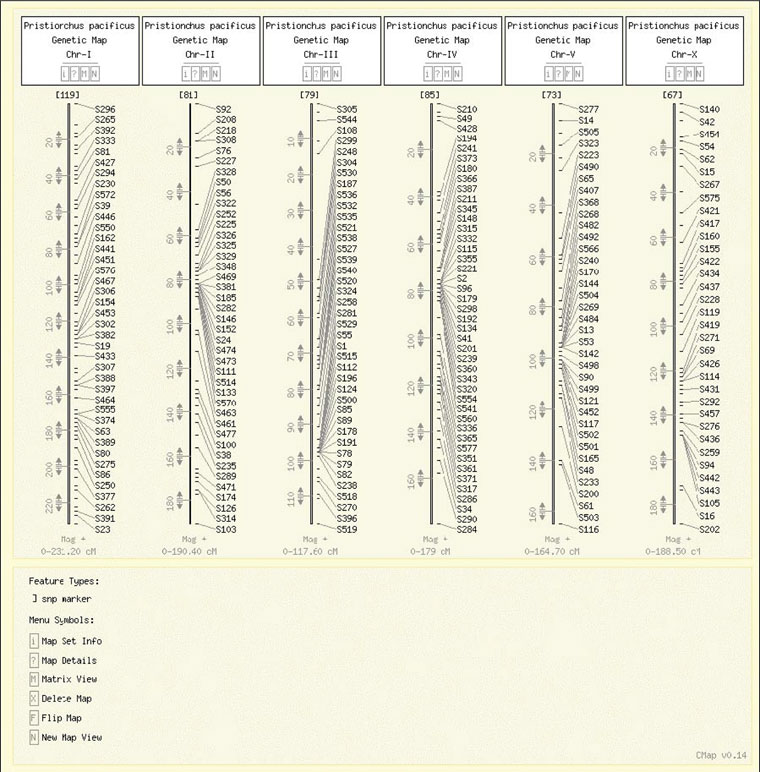 Pristionchus pacificus
Genetic Map
Chr-I
i ? M N
[119]
S296
S265
S392
S333
S81
S427
S294
S230
S572
S39
S446
S550
S162
S441
S451
S576
S467
S306
S154
S453
S302
S382
S19
S433
S307
S388
S397
S464
S555
S374
S63
S389
S80
S275
S86
S250
S377
S262
S391
S23
20
40
60
80
100
120
140
160
180
200
220
Mag +
0-231.20 cM
Pristionchus pacificus
Genetic Map
Chr-II
i ? M N
[81]
S92
S208
S218
S308
S76
S227
S328
S50
S56
S322
S252
S225
S326
S325
S329
S348
S469
S381
S185
S282
S146
S152
S24
S474
S473
S111
S514
S133
S570
S463
S461
S477
S100
S38
S235
S289
S471
S174
S126
S314
S103
20
40
60
80
100
120
140
160
180
Mag +
0-190.40 cM
Pristionchus pacificus
Genetic Map
Chr-III
i ? M N
[79]
S305
S544
S108
S299
S248
S304
S530
S187
S536
S532
S535
S521
S538
S527
S539
S540
S520
S324
S258
S281
S529
S55
S1
S515
S112
S196
S124
S500
S85
S89
S178
S191
S78
S79
S82
S238
S518
S270
S396
S519
10
20
30
40
50
60
70
80
90
100
110
Mag +
0-117.60 cM
Pristionchus pacificus
Genetic Map
Chr-IV
i ? M N
[85]
S210
S49
S428
S194
S241
S373
S180
S366
S387
S211
S345
S148
S315
S332
S115
S355
S221
S2
S96
S179
S298
S192
S134
S41
S201
S239
S360
S343
S320
S554
S541
S560
S336
S365
S577
S351
S361
S371
S317
S286
S34
S290
S284
20
40
60
80
100
120
140
160
Mag +
0-179 cM
Pristionchus pacificus
Genetic Map
Chr-V
i ? F N
[73]
S277
S14
S505
S323
S223
S490
S65
S407
S368
S268
S482
S492
S566
S240
S170
S144
S504
S269
S484
S13
S53
S142
S498
S90
S499
S121
S452
S117
S502
S501
S165
S48
S233
S200
S61
S503
S116
20
40
60
80
100
120
140
160
Mag +
0-164.70 cM
Pristionchus pacificus
Genetic Map
Chr-X
i ? M N
[67]
S140
S42
S454
S54
S62
S15
S267
S575
S421
S417
S160
S155
S422
S434
S437
S228
S119
S419
S271
S69
S426
S114
S431
S292
S457
S276
S436
S259
S94
S442
S443
S105
S16
S202
20
40
60
80
100
120
140
160
180
Mag +
0-188.50 cM
Feature Types:
] snp marker
Menu Symbols:
i Map Set Info
? Map Details
M Matrix View
X Delete Map
F Flip Map
N New Map View
CMap v0.14